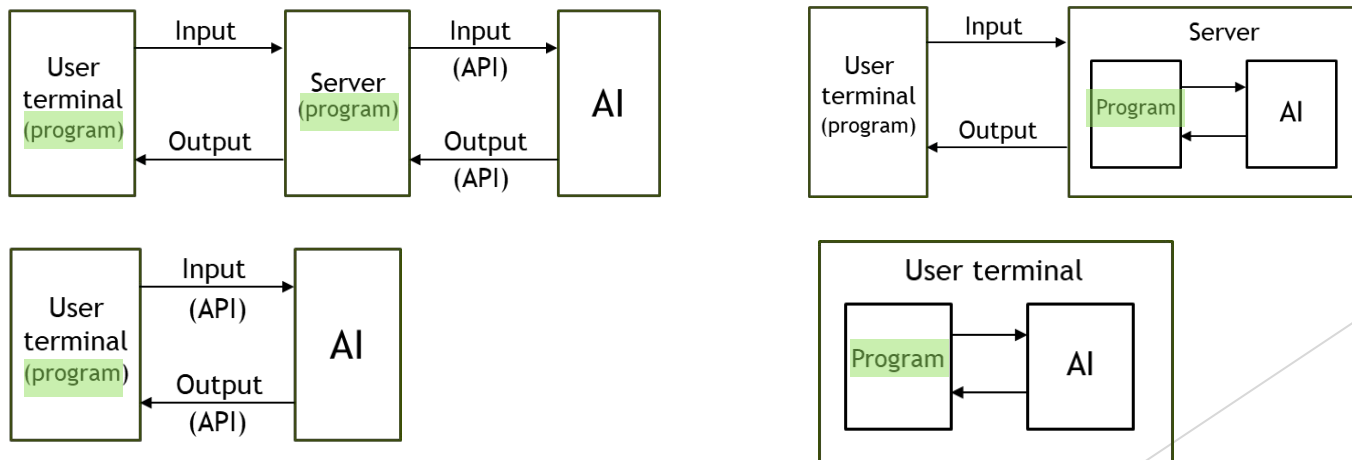 User
terminal
(program)
Input
Output
Server
(program)
Input
(API)
Output
(API)
AI
User
terminal
(program)
Input
Output
Server
Program
AI
User
terminal
(program)
Input
(API)
Output
(API)
AI
User terminal
Program
AI